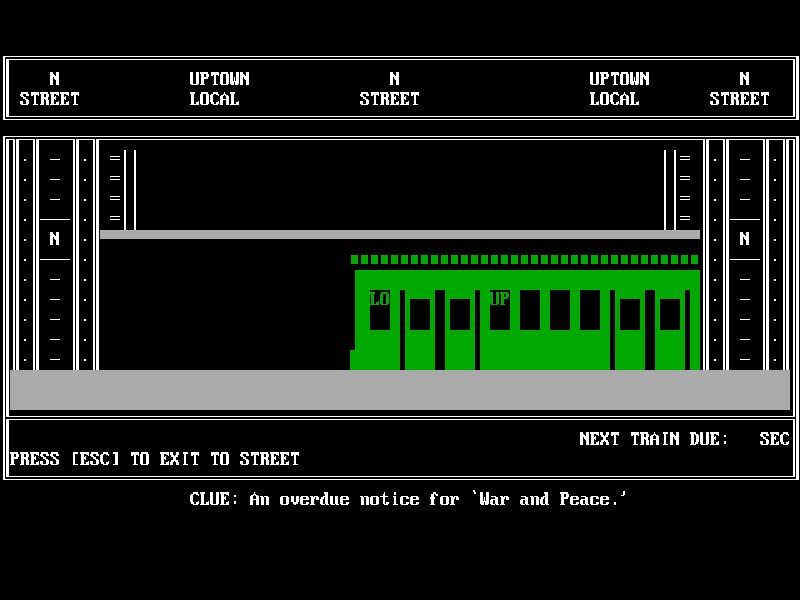 N UPTOWN N UPTOWN N
STREET LOCAL STREET LOCAL STREET
N N
LO UP
NEXT TRAIN DUE: SEC
PRESS [ESC] TO EXIT TO STREET
CLUE: An overdue notice for `War and Peace.'